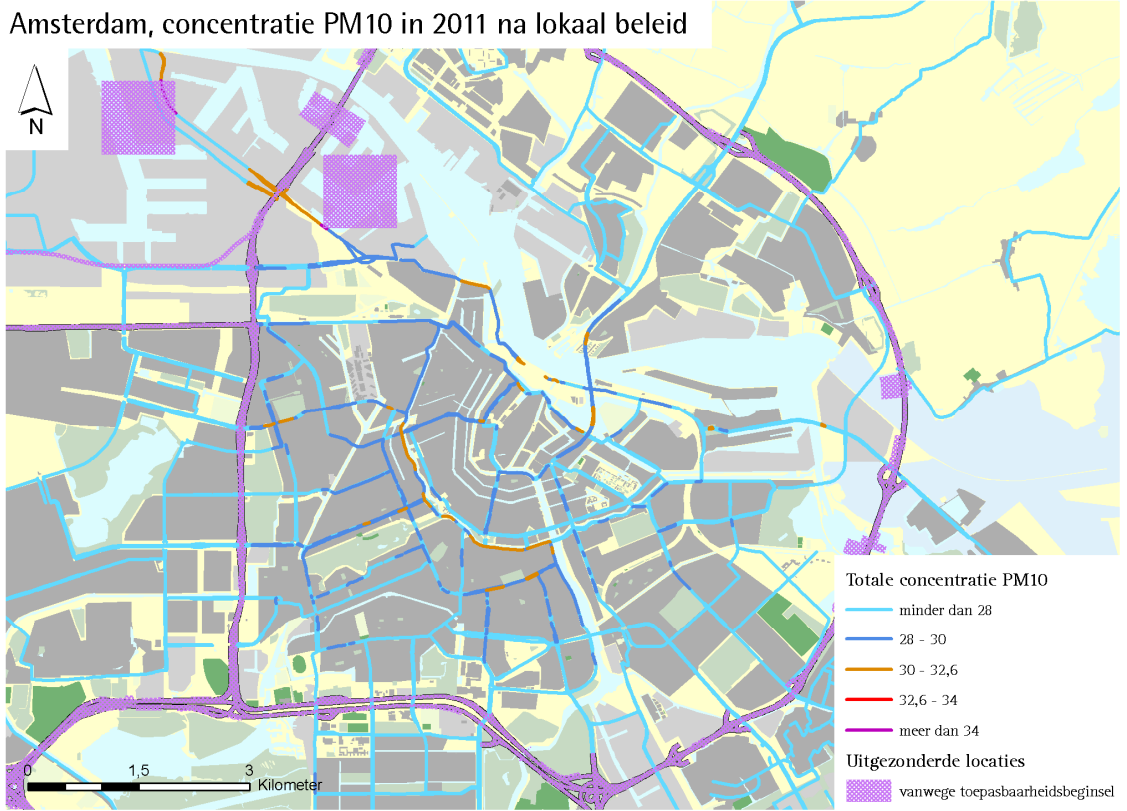 Amsterdam, concentratie PM10 in 2011 na lokaal beleid
N
Totale concentratie PM10
minder dan 28
28 - 30
30 - 32,6
32,6 - 34
meer dan 34
Uitgezonderde locaties
vanwege toepasbaarheidsbeginsel
0 1,5 3
Kilometer